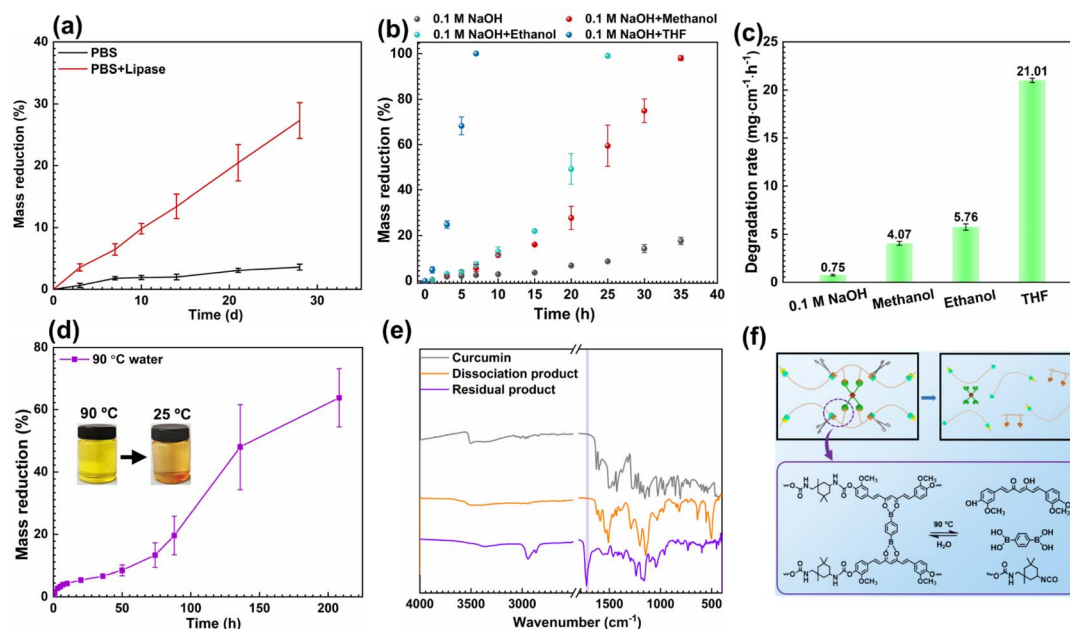 (a)
PBS
PBS+Lipase
Mass reduction (%)
40
30
20
10
0
0 10 20 30
Time (d)
(b)
0.1 M NaOH 0.1 M NaOH+Methanol
0.1 M NaOH+Ethanol 0.1 M NaOH+THF
Mass reduction (%)
100
80
60
40
20
0
0 5 10 15 20 25 30 35 40
Time (h)
(c)
Degradation rate (mg·cm⁻¹·h⁻¹)
25
20
15
10
5
0
0.75
4.07
5.76
21.01
0.1 M NaOH Methanol Ethanol THF
(d)
90 °C water
90 °C 25 °C
Mass reduction (%)
80
60
40
20
0
0 50 100 150 200
Time (h)
(e)
Curcumin
Dissociation product
Residual product
4000 3000 1500 1000 500
Wavenumber (cm⁻¹)
(f)
90 °C
H₂O